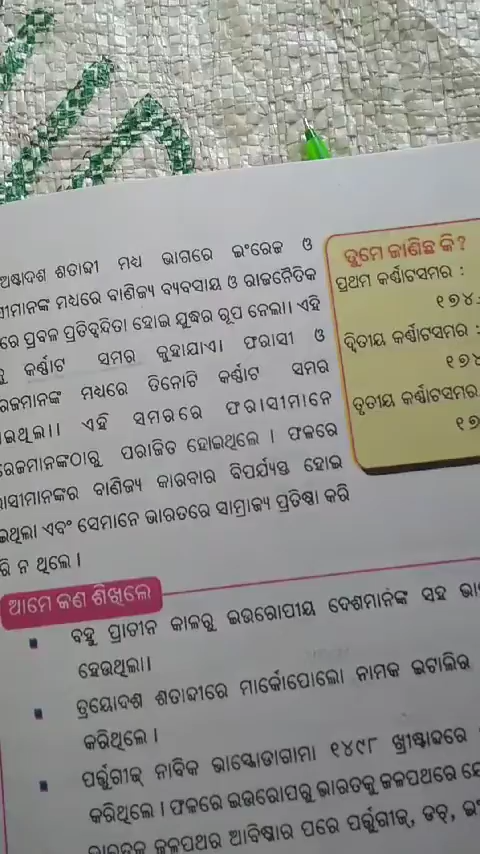 ଅଷ୍ଟାଦଶ ଶତାବ୍ଦୀ ମଧ୍ୟ ଭାଗରେ ଇଂରେଜ ଓ
ମାନଙ୍କ ମଧ୍ୟରେ ବାଣିଜ୍ୟ ବ୍ୟବସାୟ ଓ ରାଜନୈତିକ
ରେ ପ୍ରବଳ ପ୍ରତିଦ୍ୱନ୍ଦିତା ହୋଇ ଯୁଦ୍ଧର ରୂପ ନେଲା। ଏହି
କର୍ଣ୍ଣାଟ ସମର କୁହାଯାଏ। ଫରାସୀ ଓ
ମାନଙ୍କ ମଧ୍ୟରେ ତିନୋଟି କର୍ଣ୍ଣାଟ ସମର
ଇଥିଲା। ଏହି ସମରରେ ଫରାସୀମାନେ
ରେଜମାନଙ୍କଠାରୁ ପରାଜିତ ହୋଇଥିଲେ । ଫଳରେ
ାସୀମାନଙ୍କର ବାଣିଜ୍ୟ କାରବାର ବିପର୍ଯ୍ୟସ୍ତ ହୋଇ
ଇଥିଲା ଏବଂ ସେମାନେ ଭାରତରେ ସାମ୍ରାଜ୍ୟ ପ୍ରତିଷ୍ଠା କରି
ରି ନ ଥିଲେ ।
ତୁମେ ଜାଣିଛ କି ?
ପ୍ରଥମ କର୍ଣ୍ଣାଟସମର :
୧୭୪
ଦ୍ୱିତୀୟ କର୍ଣ୍ଣାଟସମର :
୧୭୪
ତୃତୀୟ କର୍ଣ୍ଣାଟସମର
୧୭
ଆମେ କଣ ଶିଖିଲେ
▪ ବହୁ ପ୍ରାଚୀନ କାଳରୁ ଇଉରୋପୀୟ ଦେଶମାନଙ୍କ ସହ ଭା
ହେଉଥିଲା।
▪ ତ୍ରୟୋଦଶ ଶତାବ୍ଦୀରେ ମାର୍କୋପୋଲୋ ନାମକ ଇଟାଲିର
କରିଥିଲେ ।
▪ ପର୍ତ୍ତୁଗୀଜ୍ ନାବିକ ଭାସ୍କୋଡାଗାମା ୧୪୯୮ ଖ୍ରୀଷ୍ଟାବ୍ଦରେ
କରିଥିଲେ । ଫଳରେ ଇଉରୋପରୁ ଭାରତକୁ ଜଳପଥରେ
ଜଳପଥର ଆବିଷ୍କାର ପରେ ପର୍ତ୍ତୁଗୀଜ୍, ଡଚ୍,